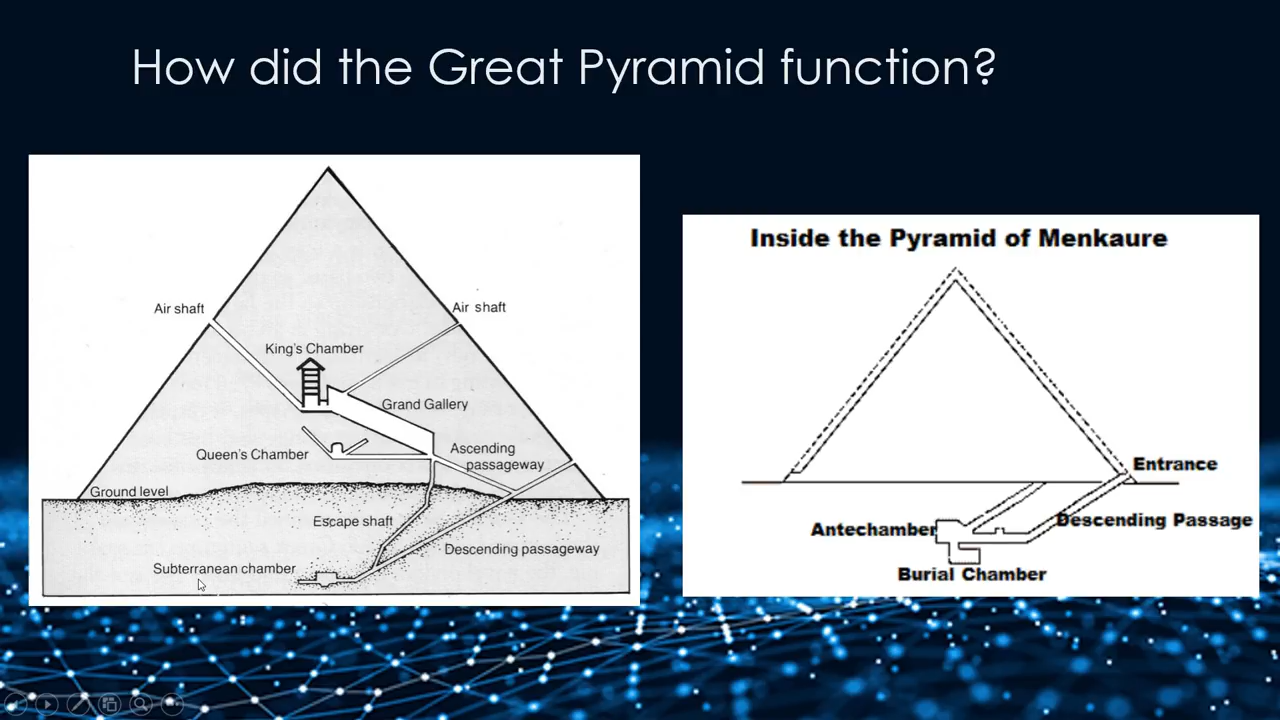 How did the Great Pyramid function?
Air shaft
Air shaft
King's Chamber
Grand Gallery
Queen's Chamber
Ascending
passageway
Ground level
Escape shaft
Descending passageway
Subterranean chamber
Inside the Pyramid of Menkaure
Entrance
Antechamber
Descending Passage
Burial Chamber